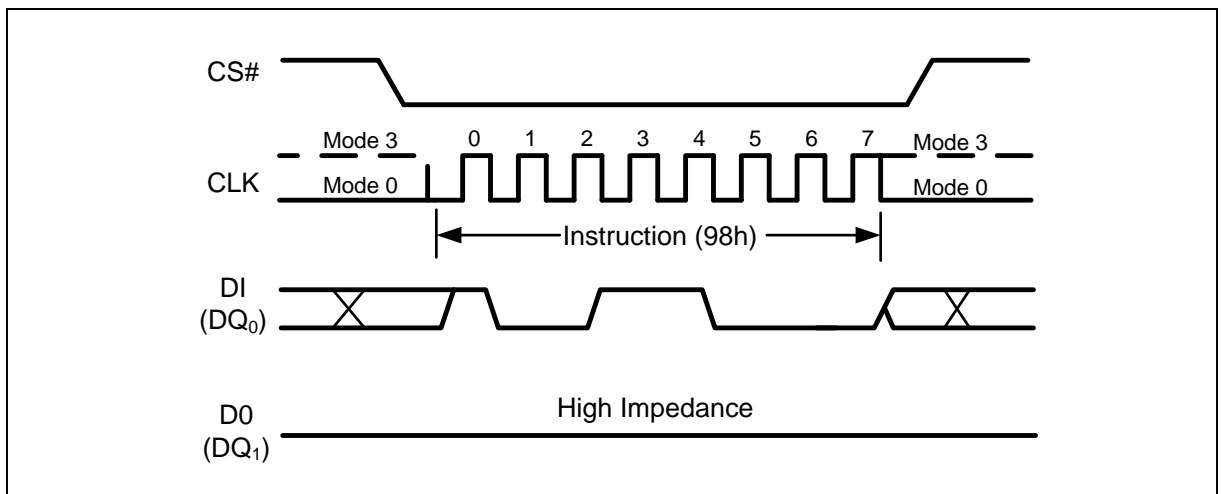 CS#
Mode 3 0 1 2 3 4 5 6 7 Mode 3
CLK
Mode 0 Mode 0
Instruction (98h)
DI
(DQ₀)
High Impedance
D0
(DQ₁)